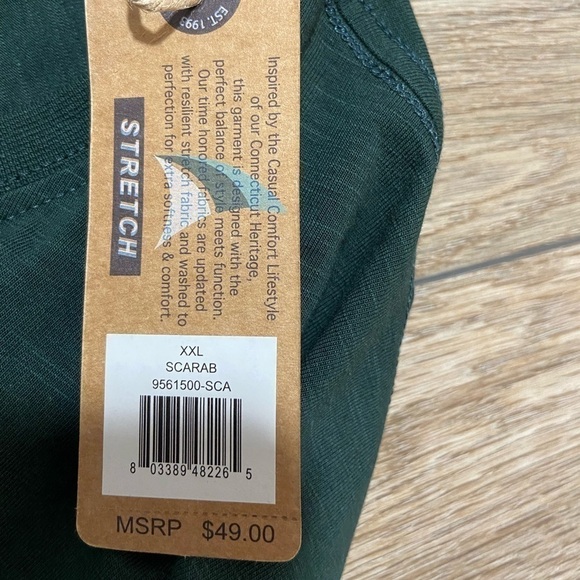 EST. 1993
Inspired by the Casual Comfort Lifestyle
of our Connecticut Heritage,
this garment is designed with the
perfect balance of style meets function.
Our time honored fabrics are updated
with resilient stretch fabric and washed to
perfection for extra softness & comfort.
STRETCH
XXL
SCARAB
9561500-SCA
8 03389 48226 5
MSRP $49.00